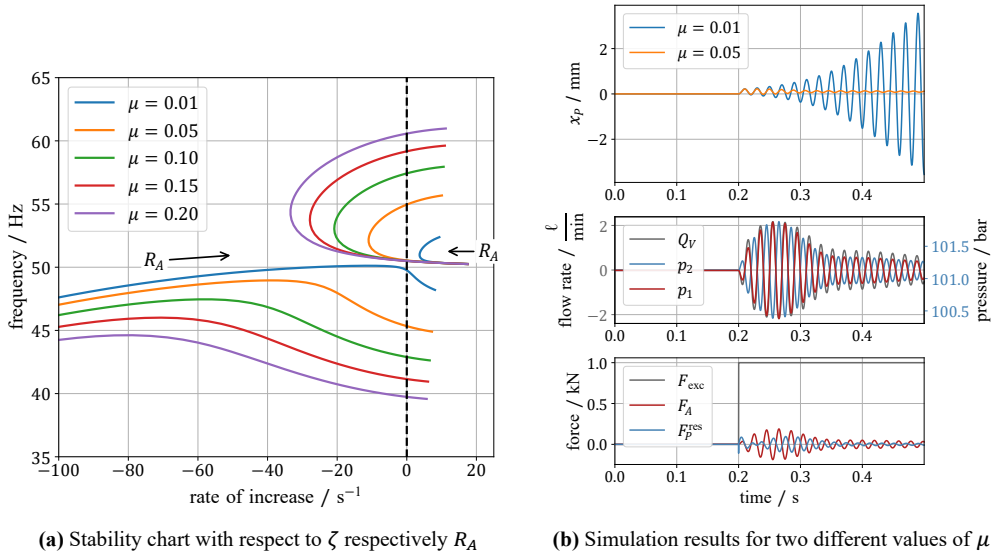 65
60
55
50
45
40
35
frequency / Hz
μ = 0.01
μ = 0.05
μ = 0.10
μ = 0.15
μ = 0.20
R_A
R_A
−100 −80 −60 −40 −20 0 20
rate of increase / s⁻¹
(a) Stability chart with respect to ζ respectively R_A
x_P / mm
2
0
−2
μ = 0.01
μ = 0.05
0.0 0.1 0.2 0.3 0.4
flow rate / ℓ/min
2
0
−2
Q_V
p_2
p_1
101.5
101.0
100.5
pressure / bar
0.0 0.1 0.2 0.3 0.4
force / kN
1.0
0.5
0.0
F_exc
F_A
F_P^res
0.0 0.1 0.2 0.3 0.4
time / s
(b) Simulation results for two different values of μ